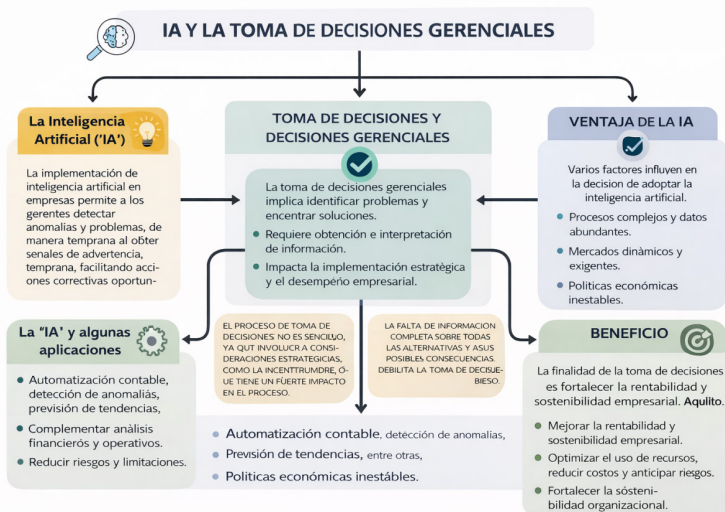 IA Y LA TOMA DE DECISIONES GERENCIALES
La Inteligencia
Artificial ('IA')
La implementación de
inteligencia artificial en
empresas permite a los
gerentes detectar
anomalias y problemas, de
manera temprana al obter
senales de advertencia,
temprana, facilitando acci-
ones correctivas oportun-
TOMA DE DECISIONES Y
DECISIONES GERENCIALES
La toma de decisiones gerenciales
implica identificar problemas y
encentrar soluciones.
• Requiere obtención e interpretación
de información.
• Impacta la implementación estratégica
y el desempeño empresarial.
VENTAJA DE LA IA
Varios factores influyen en
la decision de adoptar la
inteligencia artificial.
• Procesos complejos y datos
abundantes.
• Mercados dinàmicos y
exigentes.
• Politicas económicas
inestables.
La "IA' y algunas
aplicaciones
• Automatización contable,
detección de anomaliás,
previsión de tendencias,
• Complementar anàlisis
financierós y operativos.
• Reducir riesgos y limitaciones.
EL PROCESO DE TOMA DE
DECISIONES: NO ES SENCILLO,
YA QUT INVOLUCR A CONSI-
DERACIONES ESTRATEGICIAS,
COMO LA INCENTTRUMDRE,
UE TIENE UN FÜERTE IMPACTO
EN EL PROCESO.
LA FALTA DE INFORMACION
COMPLETA SOBRE TODAS
LAS ALTERNATIVAS Y ASUS
POSIBLES CONSECUENCIAS.
DEBILITA LA TOMA DE DECISUE-
BIESO.
• Automatización contable, detección de anomalias,
• Previsión de tendencias, entre otras,
• Politicas económicas inestábles.
BENEFICIO
La finalidad de la toma de decisiones
es fortalecer la rentabilidad y
sostenibilidad empresarial. Aqulito.
• Mejorar la rentabilidad y
sostenibilidad empresarial.
• Optimizar el uso de recursos,
reducir costos y anticipar riesgos.
• Fortalecer la sósteni-
bilidad organizacional.